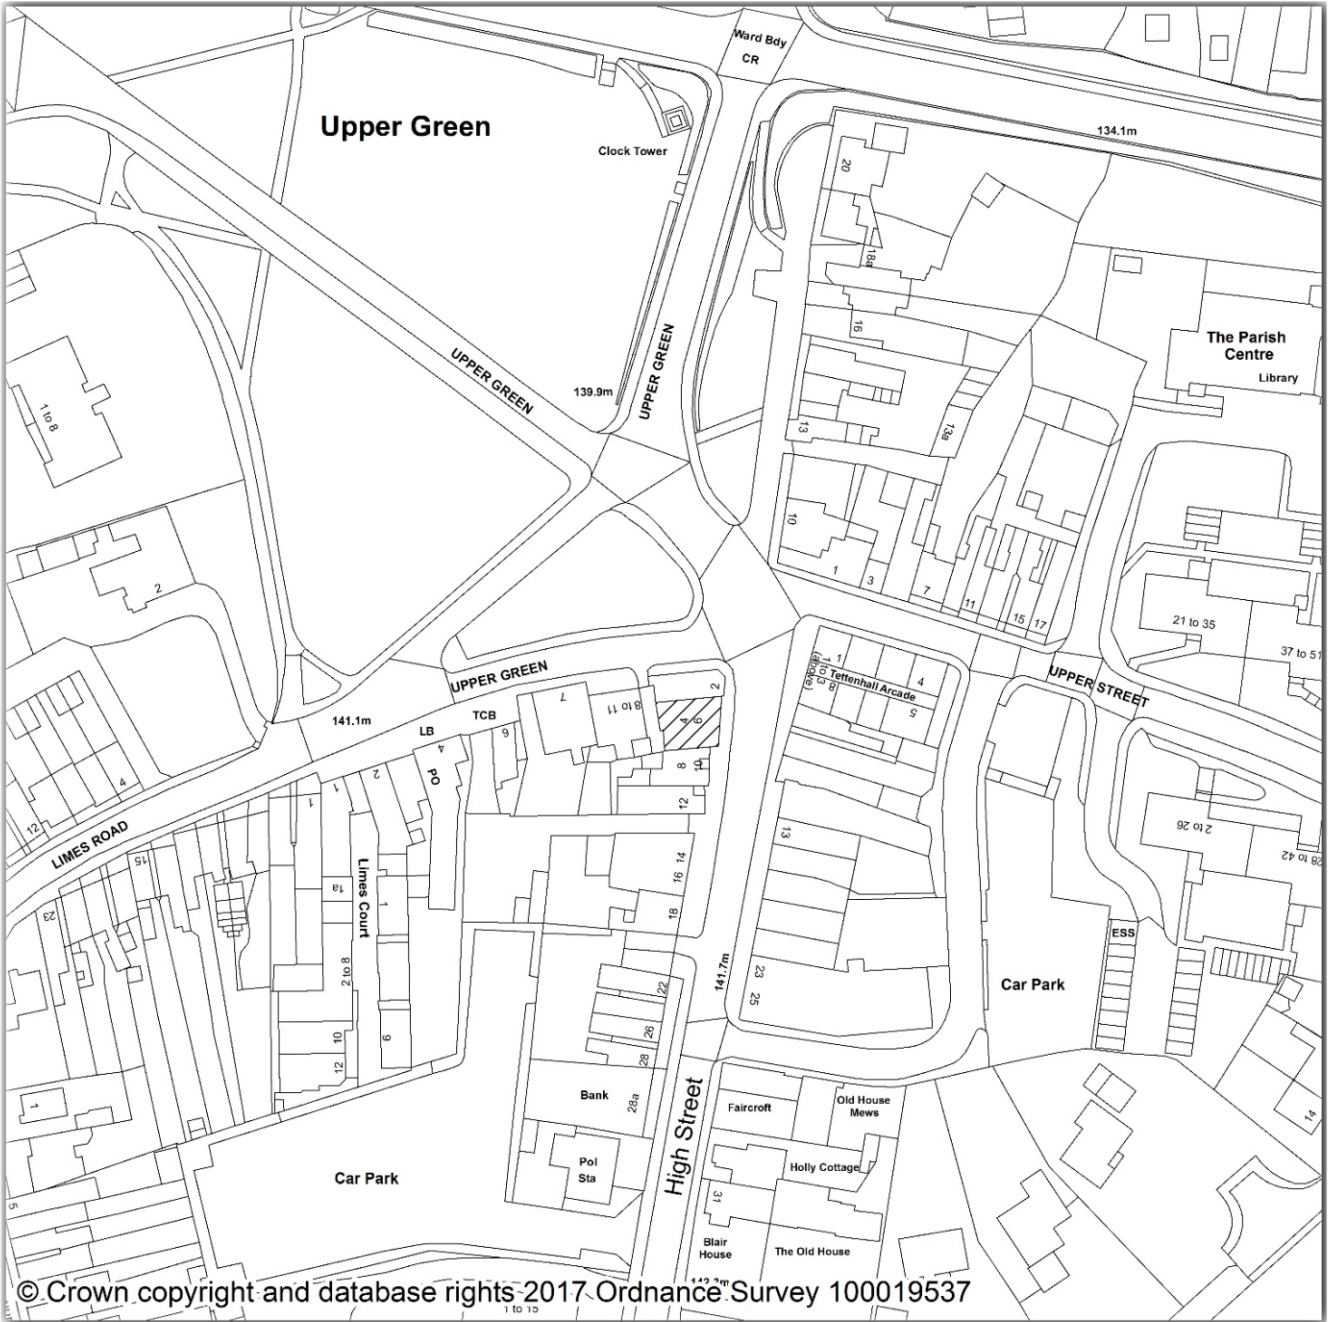 Ward Bdy
CR
Upper Green
134.1m
Clock Tower
20
18a
16
The Parish
Centre
Library
UPPER GREEN
UPPER GREEN
139.9m
1 to 8
13
13a
10
1
3
7
11
15
17
2
21 to 35
37 to 51
UPPER GREEN
1
1 to 3
(above)
8
4
Tettenhall Arcade
5
UPPER STREET
2
7
8 to 11
4
6
141.1m
TCB
LB
6
4
PO
2
1
1
8
10
12
4
12
LIMES ROAD
15
23
1a
Limes Court
1
2 to 8
14
16
18
13
2 to 26
28 to 42
ESS
141.7m
23
25
Car Park
22
26
28
10
12
9
Bank
28a
High Street
Faircroft
Old House
Mews
14
1
Car Park
Pol
Sta
Holly Cottage
31
5
Blair
House
The Old House
142.3m
© Crown copyright and database rights 2017 Ordnance Survey 100019537
1 to 15